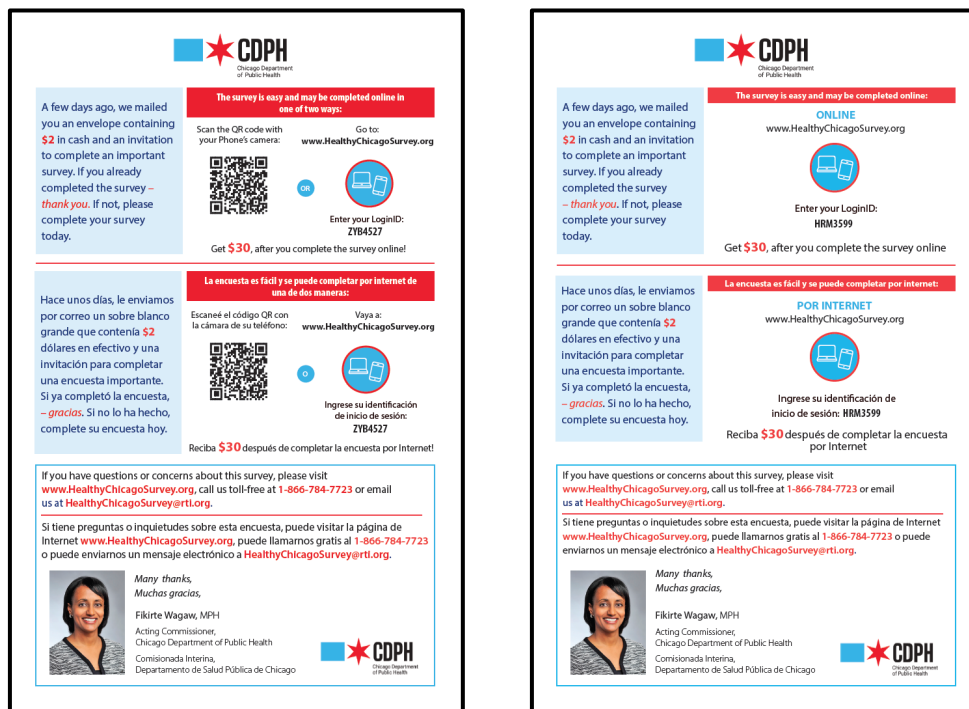 CDPH
Chicago Department
of Public Health
A few days ago, we mailed
you an envelope containing
$2 in cash and an invitation
to complete an important
survey. If you already
completed the survey –
thank you. If not, please
complete your survey
today.
The survey is easy and may be completed online in
one of two ways:
Scan the QR code with
your Phone's camera:
OR
Go to:
www.HealthyChicagoSurvey.org
Enter your LoginID:
ZYB4527
Get $30, after you complete the survey online!
Hace unos días, le enviamos
por correo un sobre blanco
grande que contenía $2
dólares en efectivo y una
invitación para completar
una encuesta importante.
Si ya completó la encuesta,
– gracias. Si no lo ha hecho,
complete su encuesta hoy.
La encuesta es fácil y se puede completar por internet de
una de dos maneras:
Escaneé el código QR con
la cámara de su teléfono:
O
Vaya a:
www.HealthyChicagoSurvey.org
Ingrese su identificación
de inicio de sesión:
ZYB4527
Reciba $30 después de completar la encuesta por Internet!
If you have questions or concerns about this survey, please visit
www.HealthyChicagoSurvey.org, call us toll-free at 1-866-784-7723 or email
us at HealthyChicagoSurvey@rti.org.
Si tiene preguntas o inquietudes sobre esta encuesta, puede visitar la página de
Internet www.HealthyChicagoSurvey.org, puede llamarnos gratis al 1-866-784-7723
o puede enviarnos un mensaje electrónico a HealthyChicagoSurvey@rti.org.
Many thanks,
Muchas gracias,
Fikirte Wagaw, MPH
Acting Commissioner,
Chicago Department of Public Health
Comisionada Interina,
Departamento de Salud Pública de Chicago
CDPH
Chicago Department
of Public Health
CDPH
Chicago Department
of Public Health
A few days ago, we mailed
you an envelope containing
$2 in cash and an invitation
to complete an important
survey. If you already
completed the survey
– thank you. If not, please
complete your survey
today.
The survey is easy and may be completed online:
ONLINE
www.HealthyChicagoSurvey.org
Enter your LoginID:
HRM3599
Get $30, after you complete the survey online
Hace unos días, le enviamos
por correo un sobre blanco
grande que contenía $2
dólares en efectivo y una
invitación para completar
una encuesta importante.
Si ya completó la encuesta,
– gracias. Si no lo ha hecho,
complete su encuesta hoy.
La encuesta es fácil y se puede completar por internet:
POR INTERNET
www.HealthyChicagoSurvey.org
Ingrese su identificación de
inicio de sesión: HRM3599
Reciba $30 después de completar la encuesta
por Internet
If you have questions or concerns about this survey, please visit
www.HealthyChicagoSurvey.org, call us toll-free at 1-866-784-7723 or email
us at HealthyChicagoSurvey@rti.org.
Si tiene preguntas o inquietudes sobre esta encuesta, puede visitar la página de Internet
www.HealthyChicagoSurvey.org, puede llamarnos gratis al 1-866-784-7723 o puede
enviarnos un mensaje electrónico a HealthyChicagoSurvey@rti.org.
Many thanks,
Muchas gracias,
Fikirte Wagaw, MPH
Acting Commissioner,
Chicago Department of Public Health
Comisionada Interina,
Departamento de Salud Pública de Chicago
CDPH
Chicago Department
of Public Health